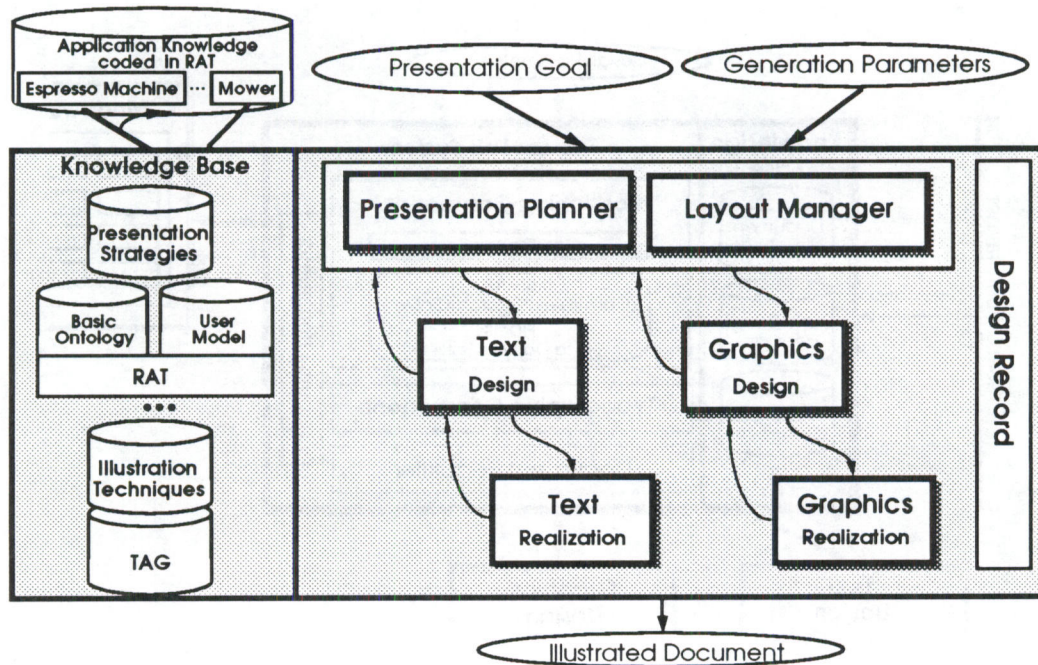 Application Knowledge
coded in RAT
Espresso Machine ··· Mower
Presentation Goal
Generation Parameters
Knowledge Base
Presentation
Strategies
Basic
Ontology
User
Model
RAT
•••
Illustration
Techniques
TAG
Presentation Planner
Layout Manager
Text
Design
Graphics
Design
Text
Realization
Graphics
Realization
Design Record
Illustrated Document